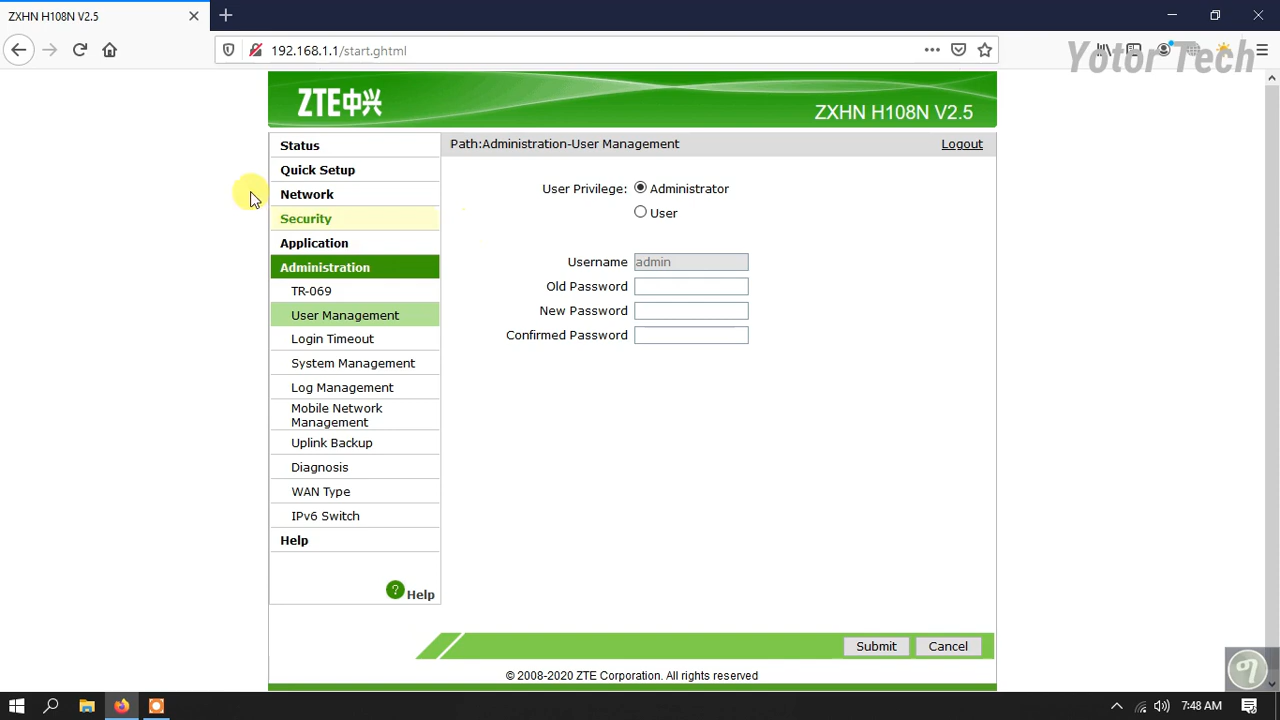 ZXHN H108N V2.5
192.168.1.1/start.ghtml
Yotor Tech
ZTE中兴
ZXHN H108N V2.5
Path:Administration-User Management
Logout
Status
Quick Setup
Network
Security
Application
Administration
TR-069
User Management
Login Timeout
System Management
Log Management
Mobile Network
Management
Uplink Backup
Diagnosis
WAN Type
IPv6 Switch
Help
? Help
User Privilege: Administrator
User
Username admin
Old Password
New Password
Confirmed Password
Submit Cancel
© 2008-2020 ZTE Corporation. All rights reserved
7:48 AM